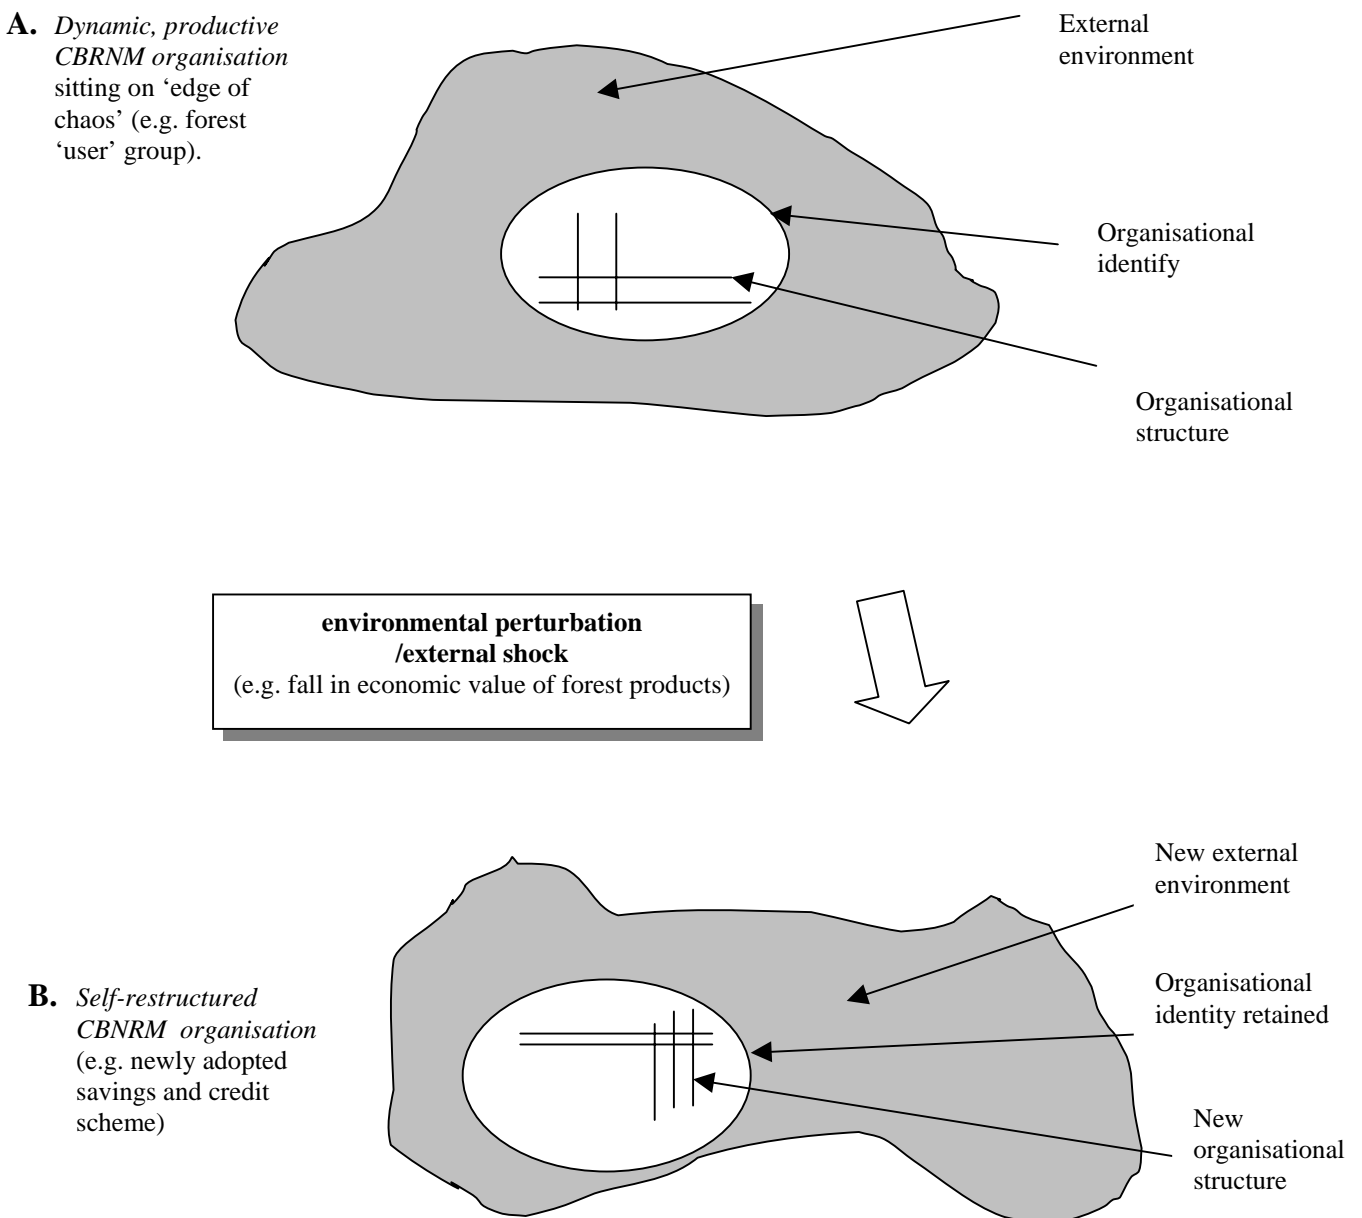 A. Dynamic, productive
CBRNM organisation
sitting on ‘edge of
chaos’ (e.g. forest
‘user’ group).
External
environment
Organisational
identify
Organisational
structure
environmental perturbation
/external shock
(e.g. fall in economic value of forest products)
New external
environment
Organisational
identity retained
B. Self-restructured
CBNRM organisation
(e.g. newly adopted
savings and credit
scheme)
New
organisational
structure